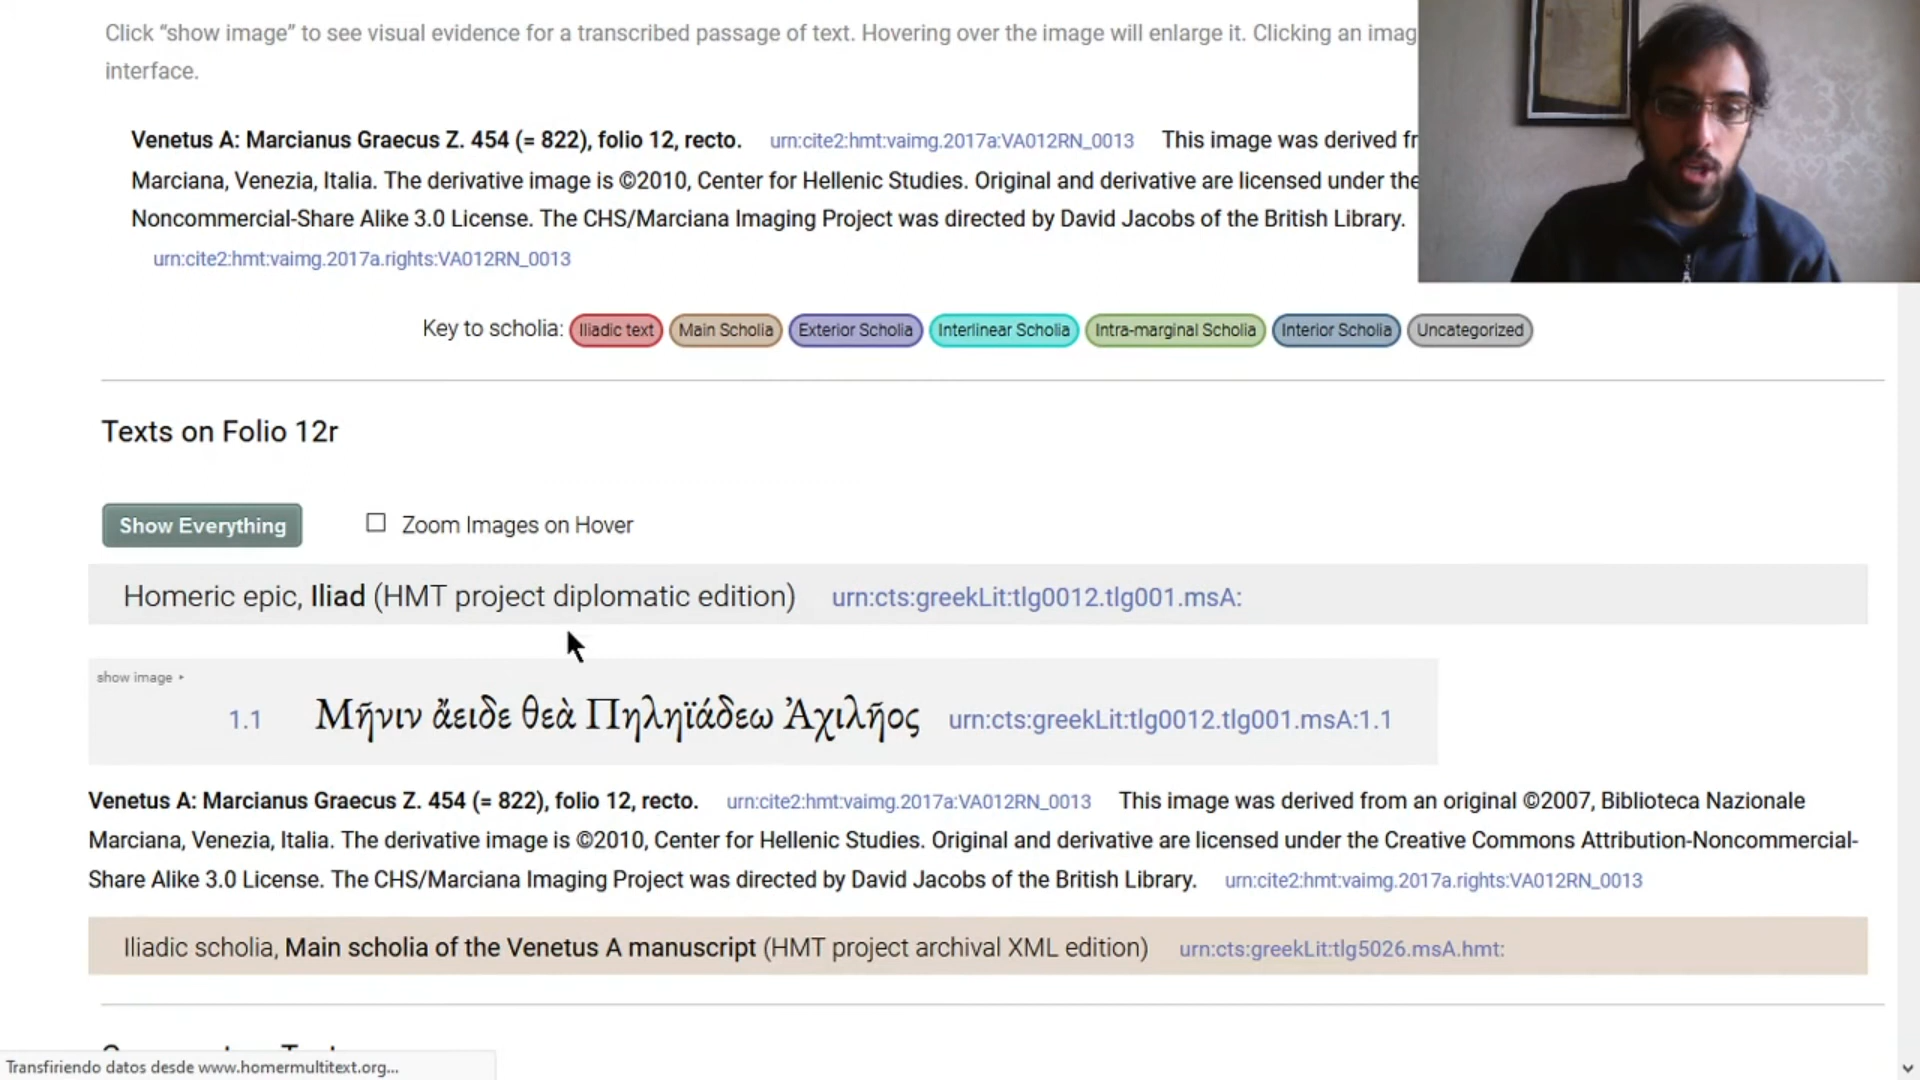 Click “show image” to see visual evidence for a transcribed passage of text. Hovering over the image will enlarge it. Clicking an imag
interface.
Venetus A: Marcianus Graecus Z. 454 (= 822), folio 12, recto. urn:cite2:hmt:vaimg.2017a:VA012RN_0013 This image was derived fr
Marciana, Venezia, Italia. The derivative image is ©2010, Center for Hellenic Studies. Original and derivative are licensed under the
Noncommercial-Share Alike 3.0 License. The CHS/Marciana Imaging Project was directed by David Jacobs of the British Library.
urn:cite2:hmt:vaimg.2017a.rights:VA012RN_0013
Key to scholia: Iliadic text Main Scholia Exterior Scholia Interlinear Scholia Intra-marginal Scholia Interior Scholia Uncategorized
Texts on Folio 12r
Show Everything Zoom Images on Hover
Homeric epic, Iliad (HMT project diplomatic edition) urn:cts:greekLit:tlg0012.tlg001.msA:
show image ▸
1.1 Μῆνιν ἄειδε θεὰ Πηληϊάδεω Ἀχιλῆος urn:cts:greekLit:tlg0012.tlg001.msA:1.1
Venetus A: Marcianus Graecus Z. 454 (= 822), folio 12, recto. urn:cite2:hmt:vaimg.2017a:VA012RN_0013 This image was derived from an original ©2007, Biblioteca Nazionale
Marciana, Venezia, Italia. The derivative image is ©2010, Center for Hellenic Studies. Original and derivative are licensed under the Creative Commons Attribution-Noncommercial-
Share Alike 3.0 License. The CHS/Marciana Imaging Project was directed by David Jacobs of the British Library. urn:cite2:hmt:vaimg.2017a.rights:VA012RN_0013
Iliadic scholia, Main scholia of the Venetus A manuscript (HMT project archival XML edition) urn:cts:greekLit:tlg5026.msA.hmt:
Transfiriendo datos desde www.homermultitext.org...